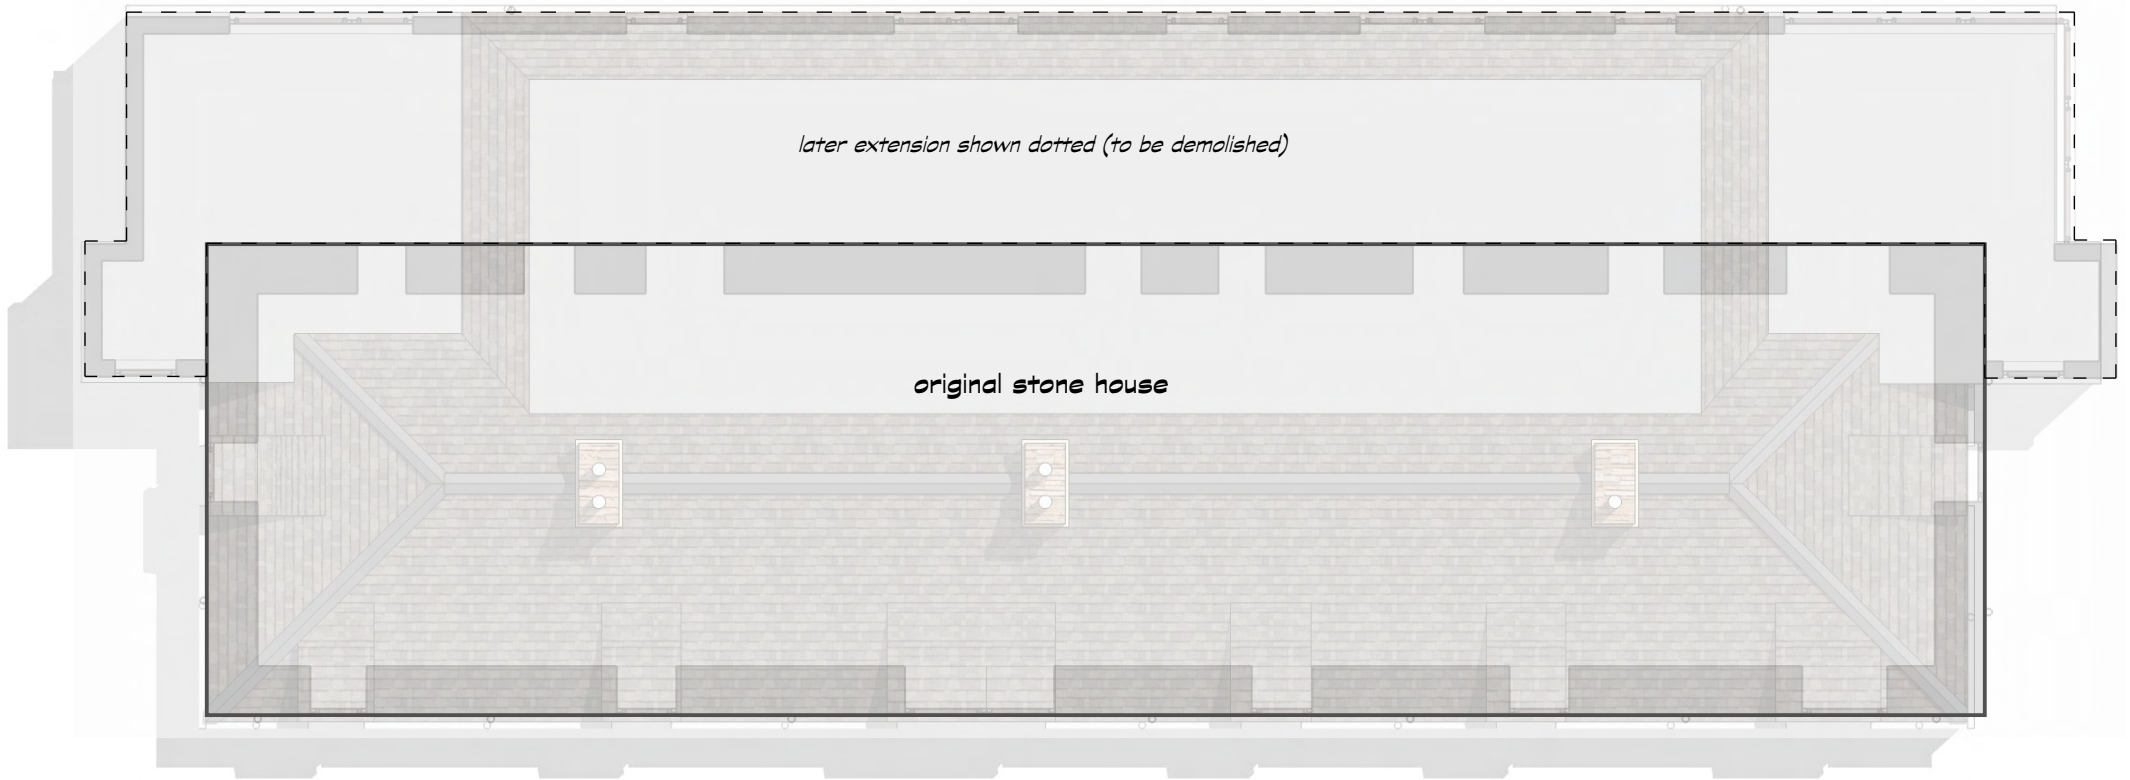 later extension shown dotted (to be demolished)
original stone house